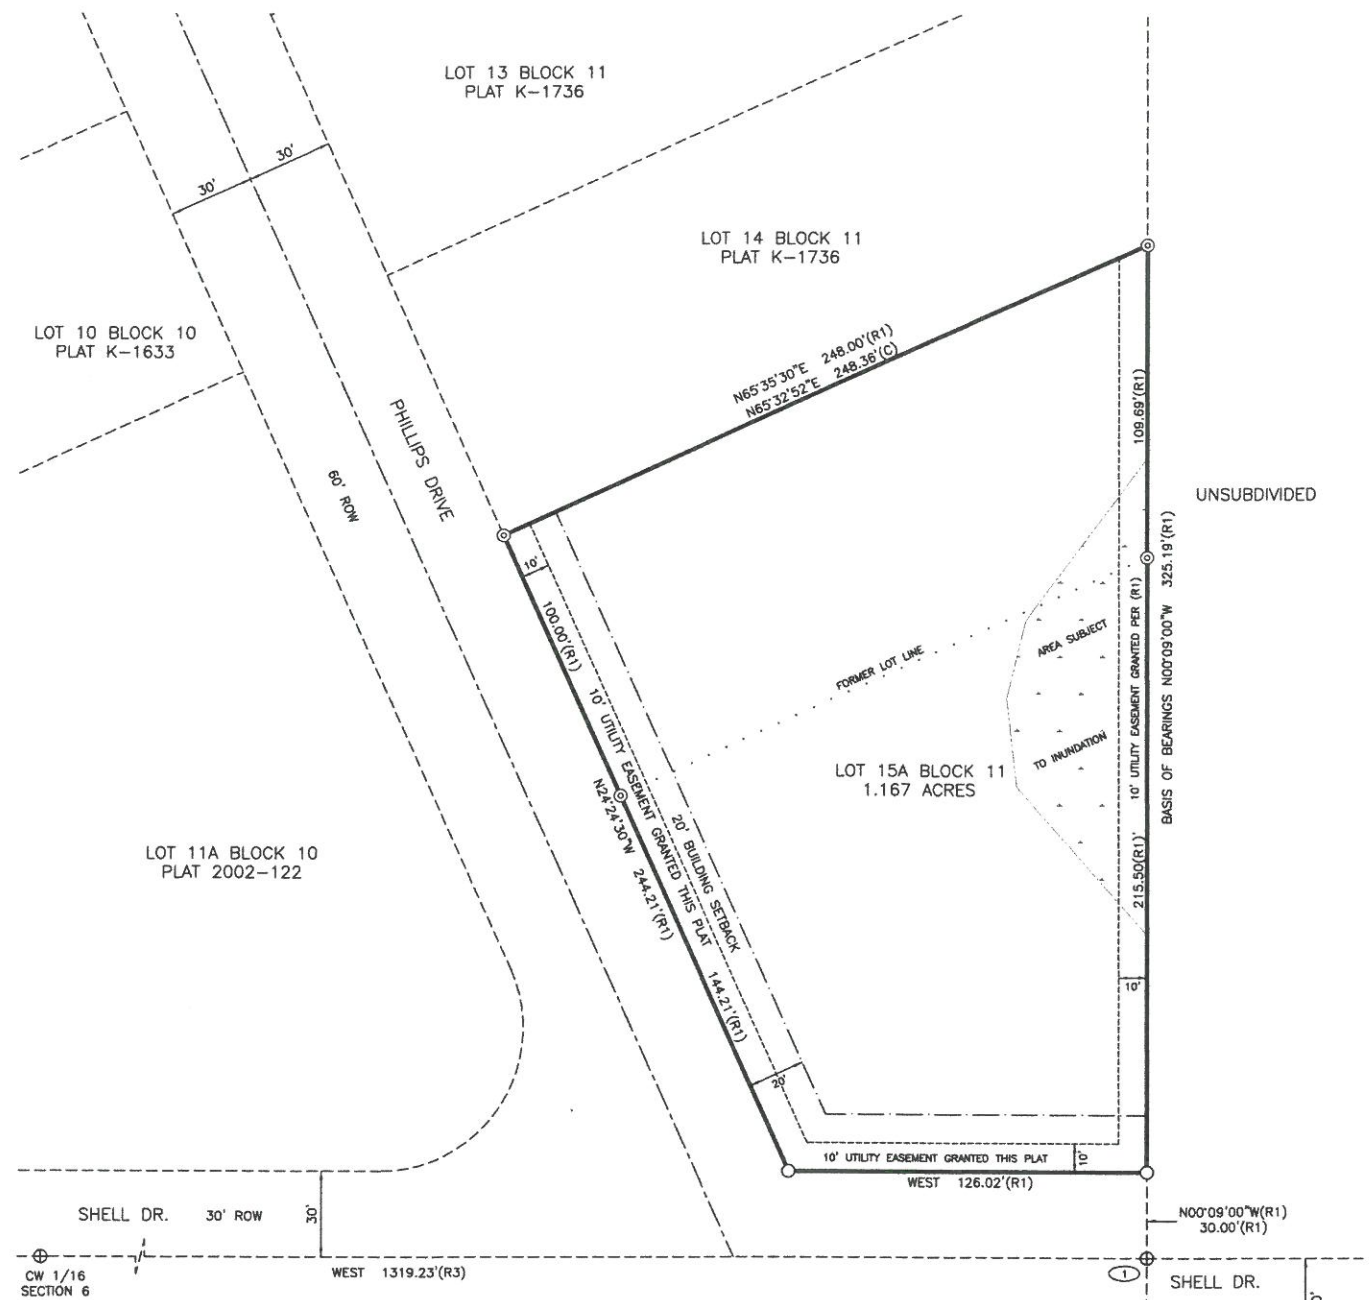 LOT 13 BLOCK 11
PLAT K-1736
30'
30'
LOT 14 BLOCK 11
PLAT K-1736
LOT 10 BLOCK 10
PLAT K-1633
N65°35'30"E 248.00'(R1)
N65°32'52"E 248.36'(C)
109.69'(R1)
PHILLIPS DRIVE
60' ROW
UNSUBDIVIDED
10'
100.00'(R1)
10' UTILITY EASEMENT GRANTED THIS PLAT
20' BUILDING SETBACK
N24°24'30"W 244.21'(R1)
144.21'(R1)
FORMER LOT LINE
AREA SUBJECT
TO INUNDATION
10' UTILITY EASEMENT GRANTED PER (R1)
BASIS OF BEARINGS N00°09'00"W 325.19'(R1)
LOT 15A BLOCK 11
1.167 ACRES
215.50(R1)'
LOT 11A BLOCK 10
PLAT 2002-122
10'
20'
10' UTILITY EASEMENT GRANTED THIS PLAT
10'
WEST 126.02'(R1)
SHELL DR. 30' ROW
30'
N00°09'00"W(R1)
30.00'(R1)
CW 1/16
SECTION 6
WEST 1319.23'(R3)
1
SHELL DR.